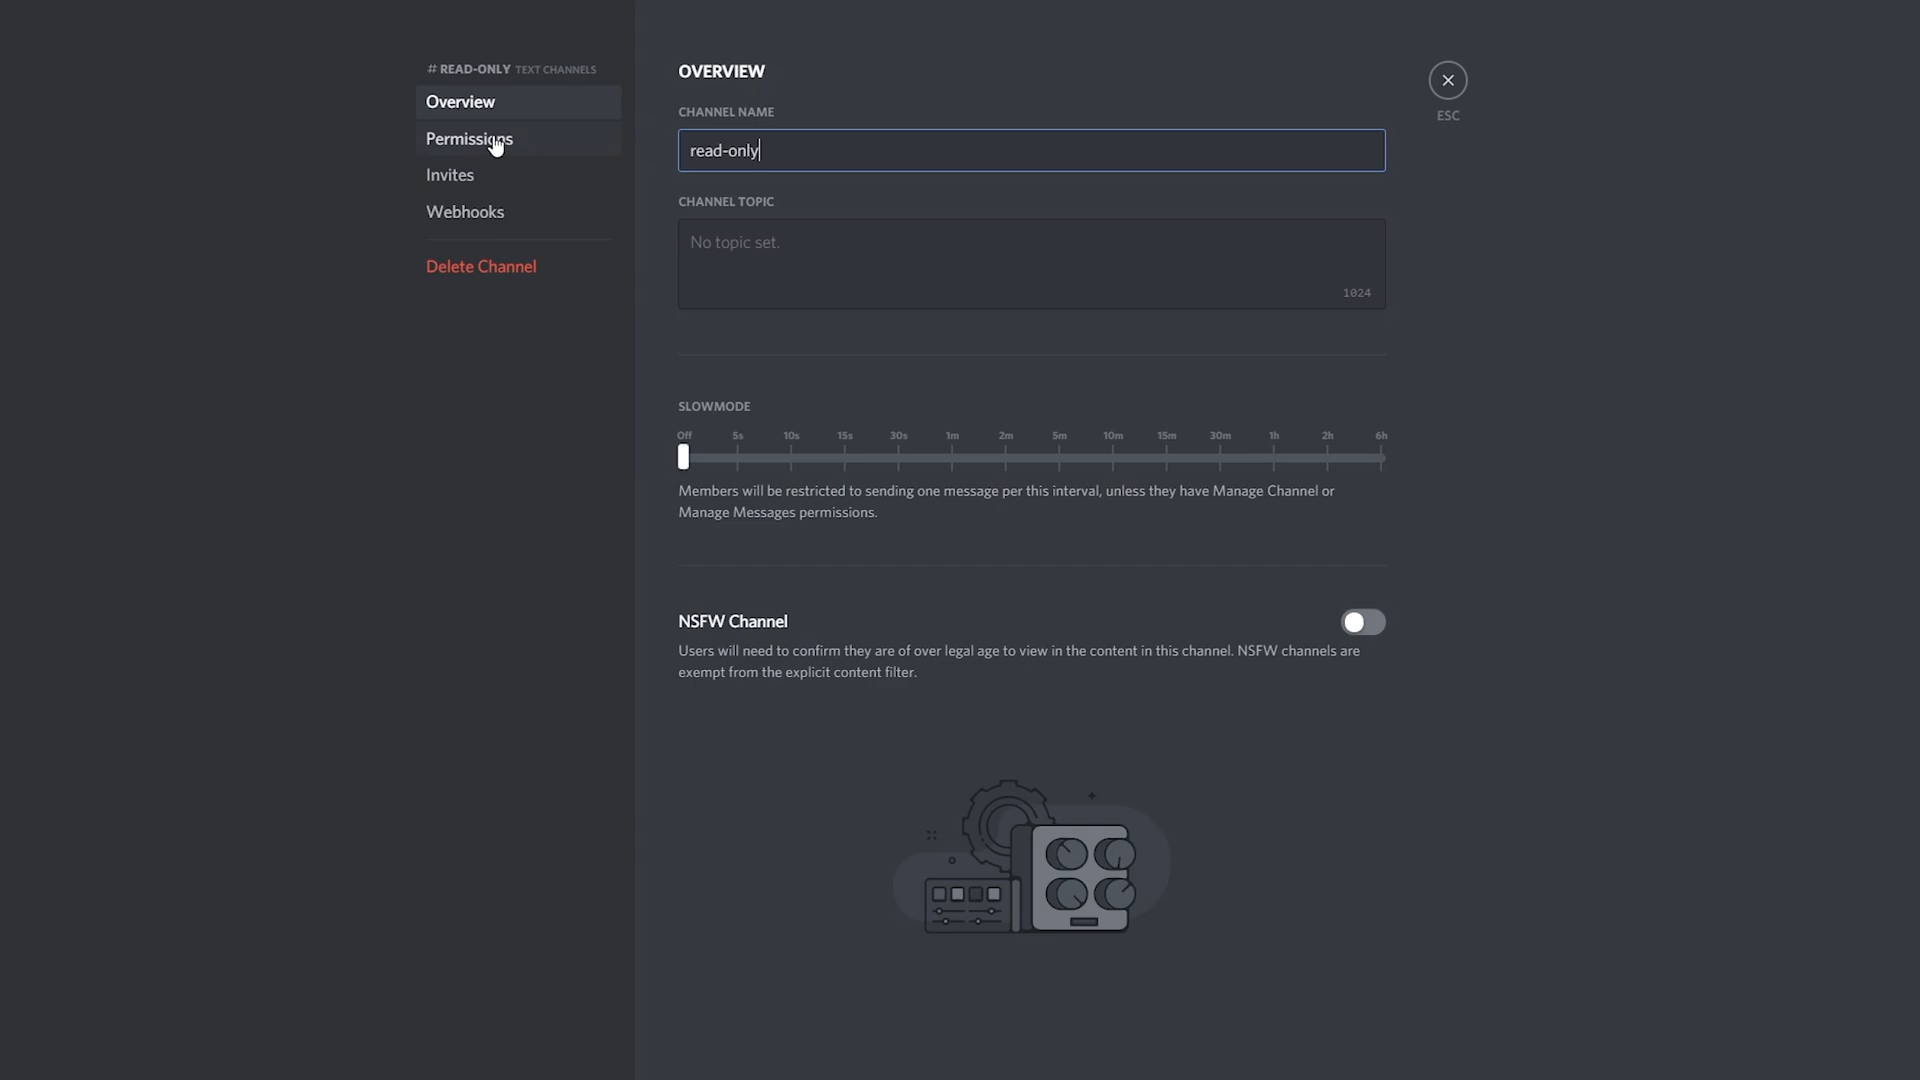 # READ-ONLY TEXT CHANNELS
Overview
Permissions
Invites
Webhooks
Delete Channel
OVERVIEW
CHANNEL NAME
read-only
CHANNEL TOPIC
No topic set.
1024
SLOWMODE
Off 5s 10s 15s 30s 1m 2m 5m 10m 15m 30m 1h 2h 6h
Members will be restricted to sending one message per this interval, unless they have Manage Channel or
Manage Messages permissions.
NSFW Channel
Users will need to confirm they are of over legal age to view in the content in this channel. NSFW channels are
exempt from the explicit content filter.
ESC